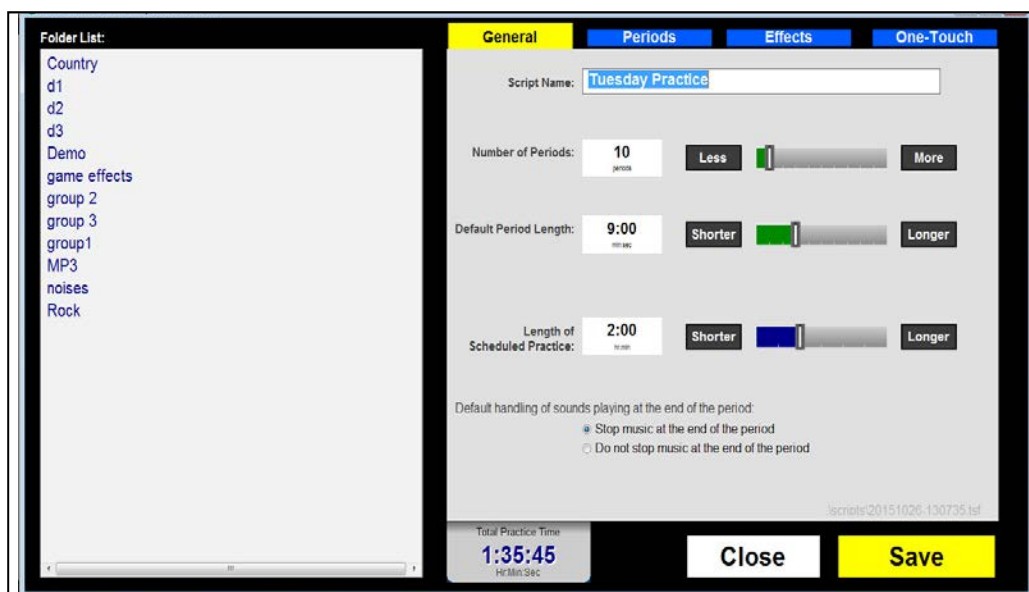 Folder List:
Country
d1
d2
d3
Demo
game effects
group 2
group 3
group1
MP3
noises
Rock
General Periods Effects One-Touch
Script Name: Tuesday Practice
Number of Periods: 10 Less More
periods
Default Period Length: 9:00 Shorter Longer
min:sec
Length of
Scheduled Practice: 2:00 Shorter Longer
hr:min
Default handling of sounds playing at the end of the period:
Stop music at the end of the period
Do not stop music at the end of the period
.\scripts\20151026-130735.tsf
Total Practice Time
1:35:45
Hr:Min:Sec
Close Save